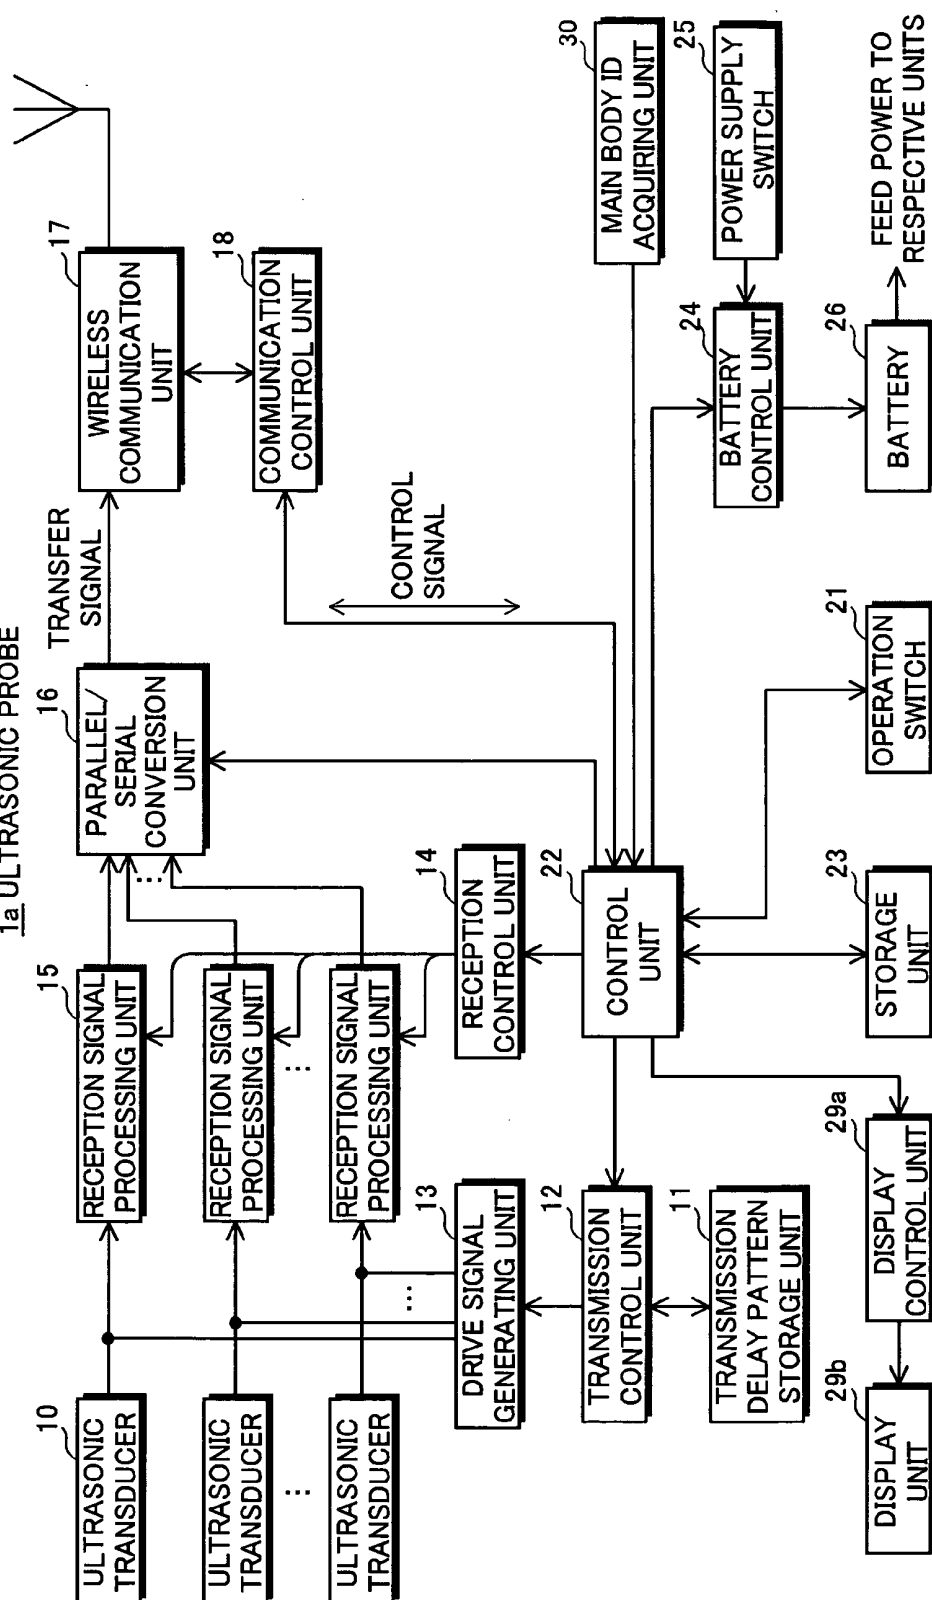 1a ULTRASONIC PROBE
10
ULTRASONIC
TRANSDUCER
ULTRASONIC
TRANSDUCER
...
ULTRASONIC
TRANSDUCER
15
RECEPTION SIGNAL
PROCESSING UNIT
RECEPTION SIGNAL
PROCESSING UNIT
...
RECEPTION SIGNAL
PROCESSING UNIT
...
16
PARALLEL/
SERIAL
CONVERSION
UNIT
TRANSFER
SIGNAL
17
WIRELESS
COMMUNICATION
UNIT
18
COMMUNICATION
CONTROL UNIT
CONTROL
SIGNAL
...
13
DRIVE SIGNAL
GENERATING UNIT
14
RECEPTION
CONTROL UNIT
12
TRANSMISSION
CONTROL UNIT
22
CONTROL
UNIT
30
MAIN BODY ID
ACQUIRING UNIT
11
TRANSMISSION
DELAY PATTERN
STORAGE UNIT
24
BATTERY
CONTROL UNIT
25
POWER SUPPLY
SWITCH
29b
DISPLAY
UNIT
29a
DISPLAY
CONTROL UNIT
23
STORAGE
UNIT
21
OPERATION
SWITCH
26
BATTERY
FEED POWER TO
RESPECTIVE UNITS